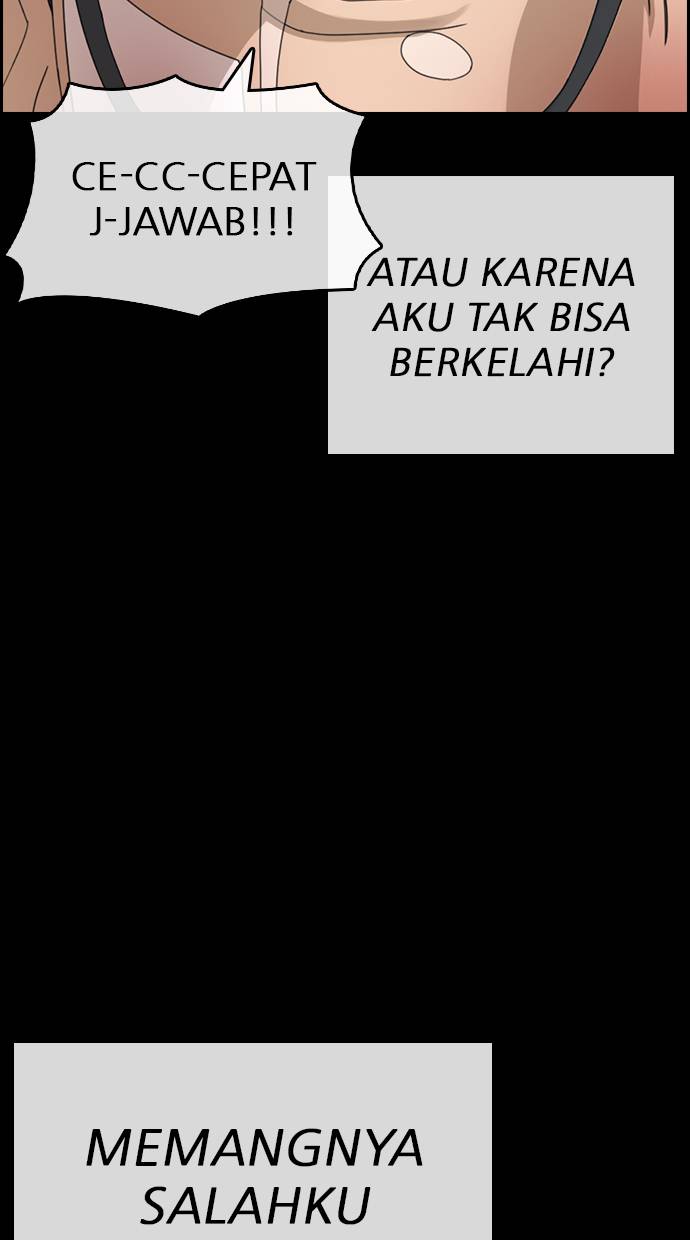 CE-CC-CEPAT
J-JAWAB!!!
ATAU KARENA
AKU TAK BISA
BERKELAHI?
MEMANGNYA
SALAHKU